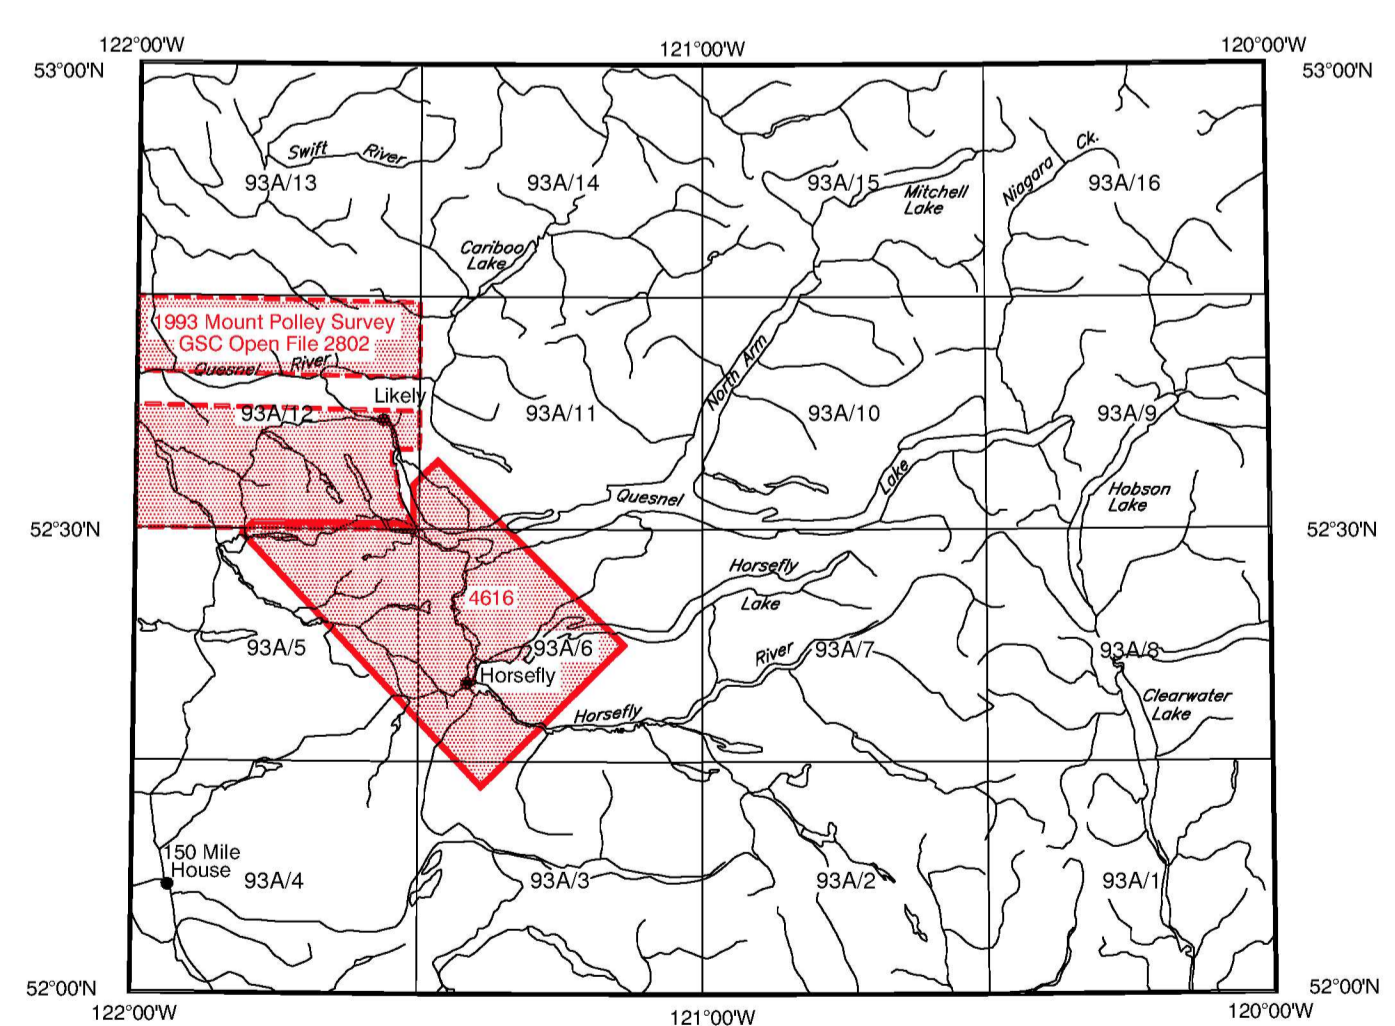 122°00'W
121°00'W
120°00'W
53°00'N
53°00'N
Swift River
Niagara Ck.
93A/13
93A/14
93A/15
93A/16
Mitchell
Lake
Cariboo
Lake
1993 Mount Polley Survey
GSC Open File 2802
Quesnel River
North Arm
Likely
93A/12
93A/11
93A/10
93A/9
Quesnel Lake
Hobson
Lake
52°30'N
52°30'N
Horsefly
Lake
4616
93A/5
93A/6
River
93A/7
93A/8
Horsefly
Horsefly
Clearwater
Lake
150 Mile
House
93A/4
93A/3
93A/2
93A/1
52°00'N
52°00'N
122°00'W
121°00'W
120°00'W